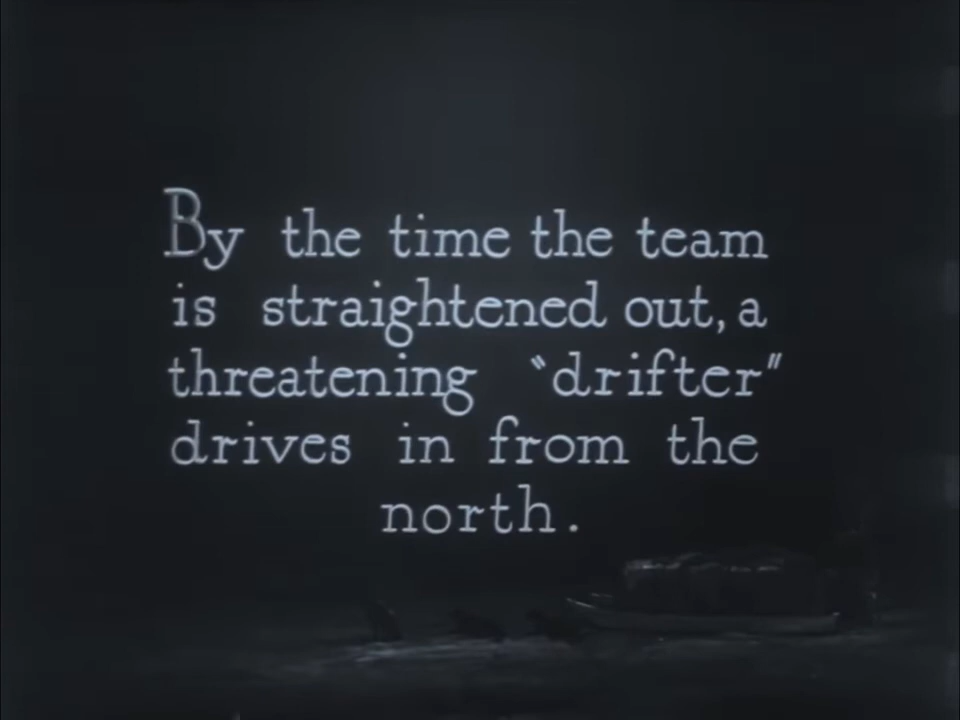 By the time the team
is straightened out, a
threatening "drifter"
drives in from the
north.